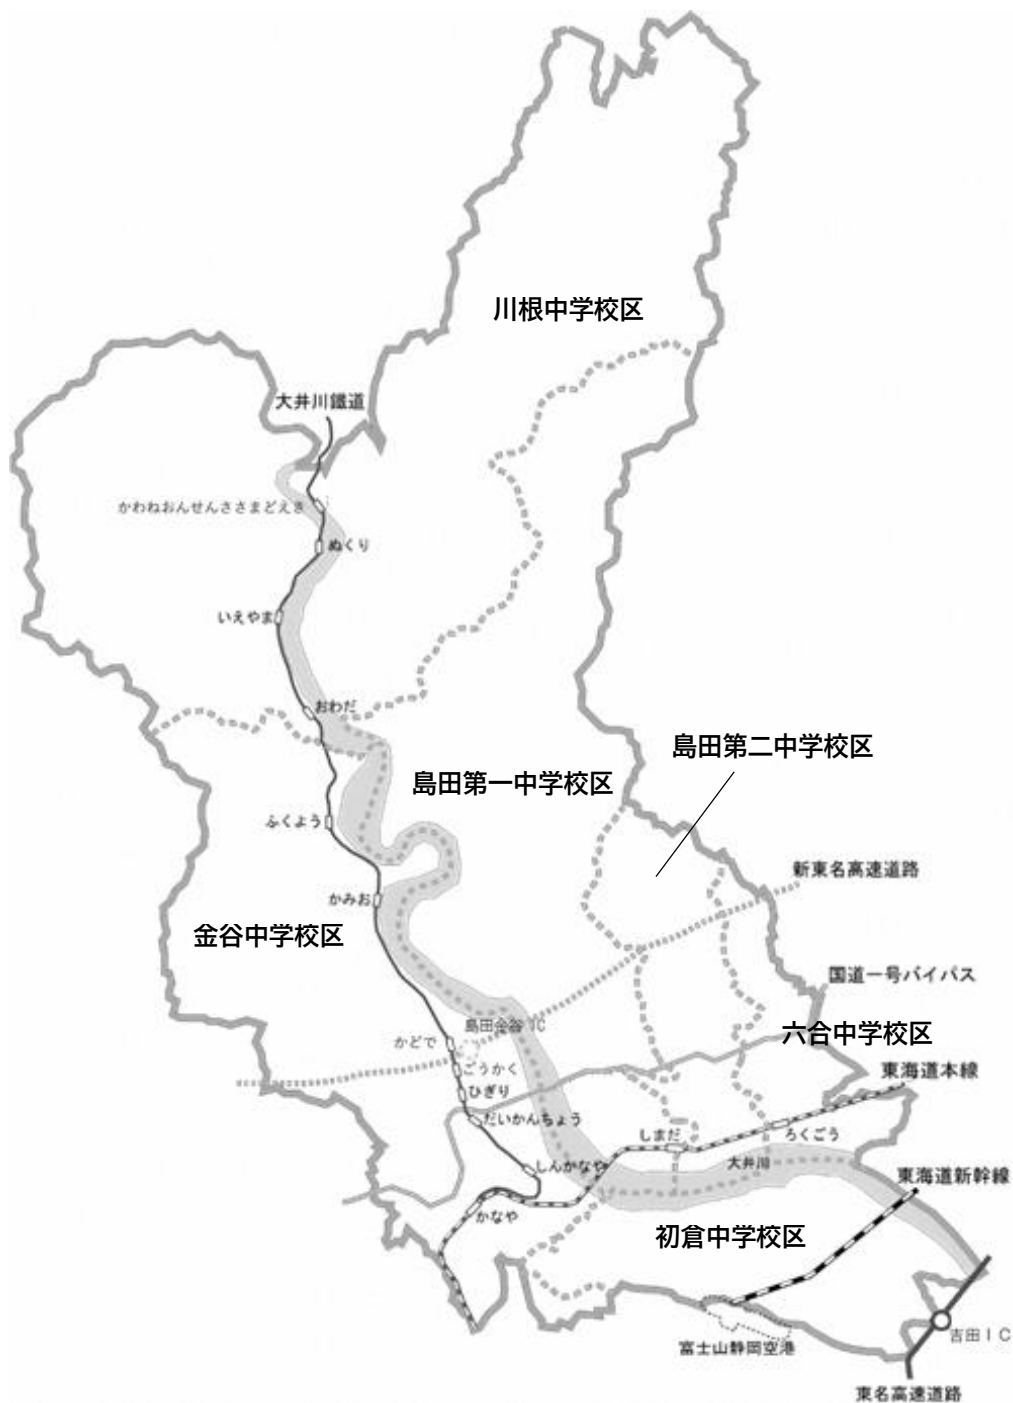 川根中学校区
大井川鐵道
かわねおんせんささまどえき
ぬくり
いえやま
おわだ
島田第二中学校区
島田第一中学校区
ふくよう
新東名高速道路
かみお
金谷中学校区
国道一号バイパス
島田金谷IC
六合中学校区
かどで
ごうかく
東海道本線
ひぎり
だいかんちょう
しまだ
ろくごう
しんかなや
大井川
東海道新幹線
かなや
初倉中学校区
吉田IC
富士山静岡空港
東名高速道路